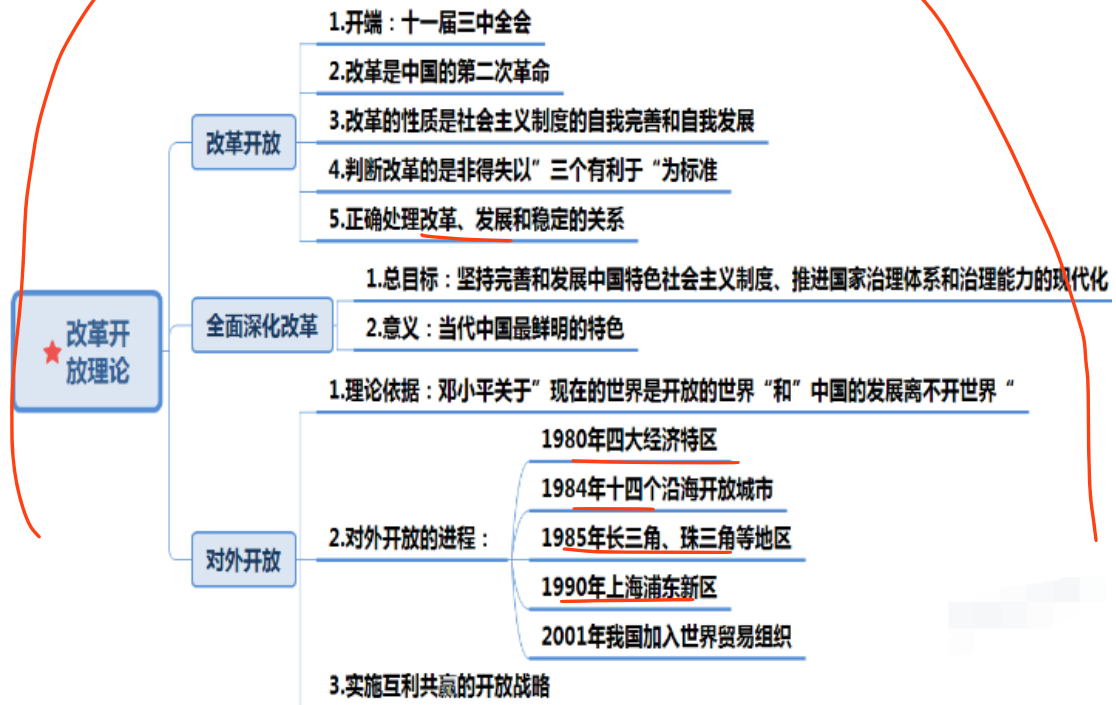 1.开端：十一届三中全会
2.改革是中国的第二次革命
改革开放
3.改革的性质是社会主义制度的自我完善和自我发展
4.判断改革的是非得失以”三个有利于“为标准
5.正确处理改革、发展和稳定的关系
改革开
放理论
全面深化改革
1.总目标：坚持完善和发展中国特色社会主义制度、推进国家治理体系和治理能力的现代化
2.意义：当代中国最鲜明的特色
对外开放
1.理论依据：邓小平关于”现在的世界是开放的世界“和”中国的发展离不开世界“
2.对外开放的进程：
1980年四大经济特区
1984年十四个沿海开放城市
1985年长三角、珠三角等地区
1990年上海浦东新区
2001年我国加入世界贸易组织
3.实施互利共赢的开放战略